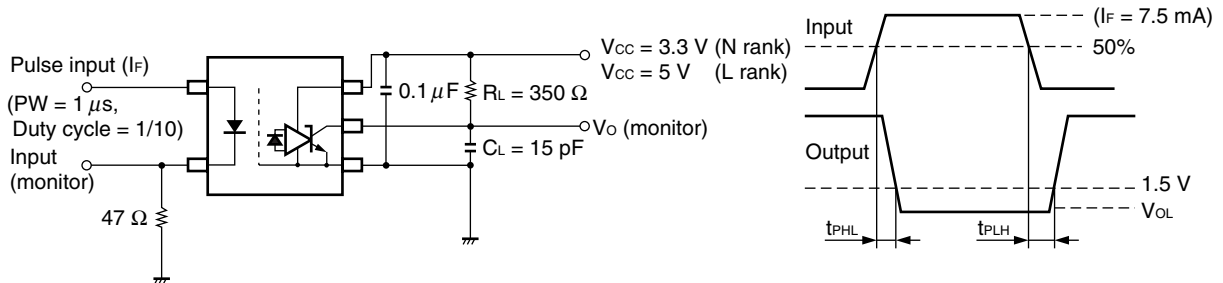 Pulse input (IF)
(PW = 1 μs,
Duty cycle = 1/10)
Input
(monitor)
47 Ω
0.1 μF
RL = 350 Ω
CL = 15 pF
VCC = 3.3 V (N rank)
VCC = 5 V (L rank)
VO (monitor)
Input
(IF = 7.5 mA)
50%
Output
1.5 V
VOL
tPHL
tPLH